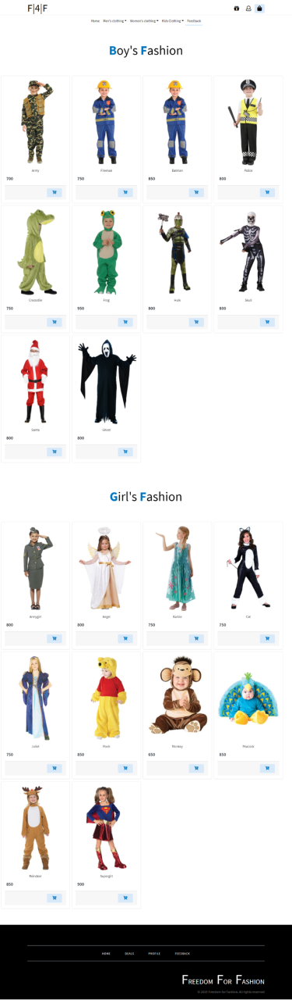 F|4|F
Home Men's clothing Women's clothing Kids Clothing Feedback
Boy's Fashion
Army Fireman Batman Police
700 750 850 800
Crocodile Frog Hulk Skull
750 950 800 800
Santa Ghost
800 800
Girl's Fashion
Armygirl Angel Barbie Cat
800 800 750 750
Juliet Pooh Monkey Peacock
750 850 650 850
Reindeer Supergirl
850 900
HOME DEALS PROFILE FEEDBACK
FREEDOM FOR FASHION
© 2019 Freedom for Fashion. All rights reserved